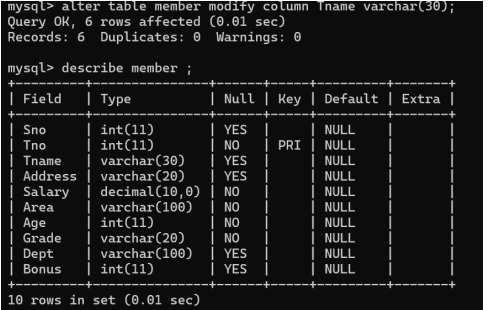 mysql> alter table member modify column Tname varchar(30);
Query OK, 6 rows affected (0.01 sec)
Records: 6  Duplicates: 0  Warnings: 0

mysql> describe member ;
+---------+---------------+------+-----+---------+-------+
| Field   | Type          | Null | Key | Default | Extra |
+---------+---------------+------+-----+---------+-------+
| Sno     | int(11)       | YES  |     | NULL    |       |
| Tno     | int(11)       | NO   | PRI | NULL    |       |
| Tname   | varchar(30)   | YES  |     | NULL    |       |
| Address | varchar(20)   | YES  |     | NULL    |       |
| Salary  | decimal(10,0) | NO   |     | NULL    |       |
| Area    | varchar(100)  | NO   |     | NULL    |       |
| Age     | int(11)       | NO   |     | NULL    |       |
| Grade   | varchar(20)   | NO   |     | NULL    |       |
| Dept    | varchar(100)  | YES  |     | NULL    |       |
| Bonus   | int(11)       | YES  |     | NULL    |       |
+---------+---------------+------+-----+---------+-------+
10 rows in set (0.01 sec)